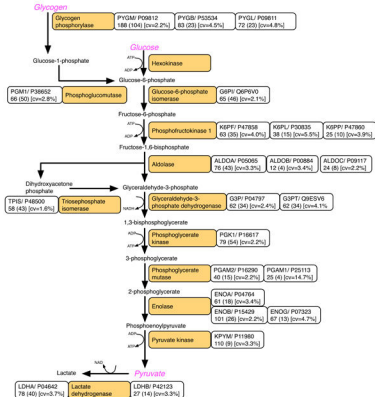 Glycogen
Glycogen phosphorylase
PYGM/ P09812
188 (104) [cv=2.2%]
PYGB/ P53534
83 (23) [cv=4.5%]
PYGL/ P09811
72 (23) [cv=4.8%]
Glucose
ATP
ADP
Hexokinase
Glucose-1-phosphate
Glucose-6-phosphate
PGM1/ P38652
66 (50) [cv=2.8%]
Phosphoglucomutase
Glucose-6-phosphate isomerase
G6PI/ Q6P6V0
65 (46) [cv=2.1%]
Fructose-6-phosphate
ATP
ADP
Phosphofructokinase 1
K6PF/ P47858
63 (35) [cv=4.0%]
K6PL/ P30835
38 (15) [cv=5.5%]
K6PP/ P47860
25 (10) [cv=3.9%]
Fructose-1,6-bisphosphate
Aldolase
ALDOA/ P05065
76 (43) [cv=3.3%]
ALDOB/ P00884
12 (4) [cv=3.4%]
ALDOC/ P09117
24 (8) [cv=2.2%]
Dihydroxyacetone phosphate
Glyceraldehyde-3-phosphate
TPIS/ P48500
58 (43) [cv=1.6%]
Triosephosphate isomerase
NADH
Glyceraldehyde-3-phosphate dehydrogenase
G3P/ P04797
62 (34) [cv=2.4%]
G3PT/ Q9ESV6
62 (34) [cv=4.1%
1,3-bisphosphoglycerate
ADP
ATP
Phosphoglycerate kinase
PGK1/ P16617
79 (54) [cv=2.2%]
3-phosphoglycerate
Phosphoglycerate mutase
PGAM2/ P16290
40 (15) [cv=2.2%]
PGAM1/ P25113
25 (4) [cv=14.7%]
2-phosphoglycerate
Enolase
ENOA/ P04764
61 (18) [cv=3.4%]
ENOB/ P15429
101 (26) [cv=2.2%]
ENOG/ P07323
67 (13) [cv=4.7%]
Phosphoenoylpyruvate
ADP
ATP
Pyruvate kinase
KPYM/ P11980
110 (9) [cv=3.3%]
NAD
Lactate
Pyruvate
LDHA/ P04642
78 (40) [cv=3.7%]
Lactate dehydrogenase
LDHB/ P42123
27 (14) [cv=3.3%]